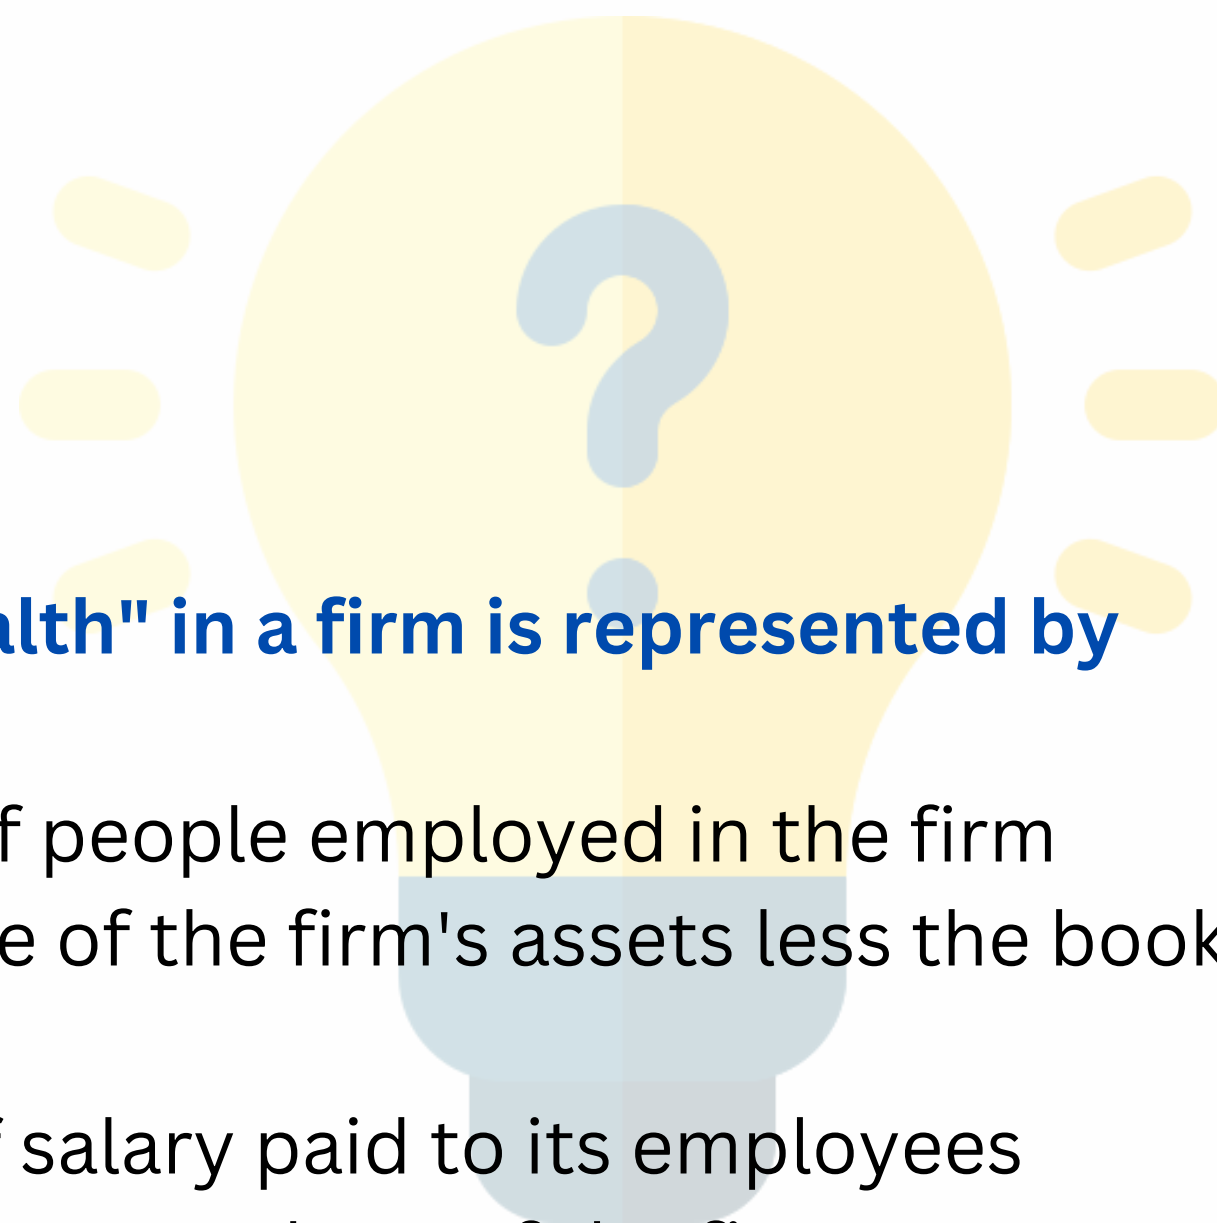 alth" in a firm is represented by
f people employed in the firm
e of the firm's assets less the book
f salary paid to its employees